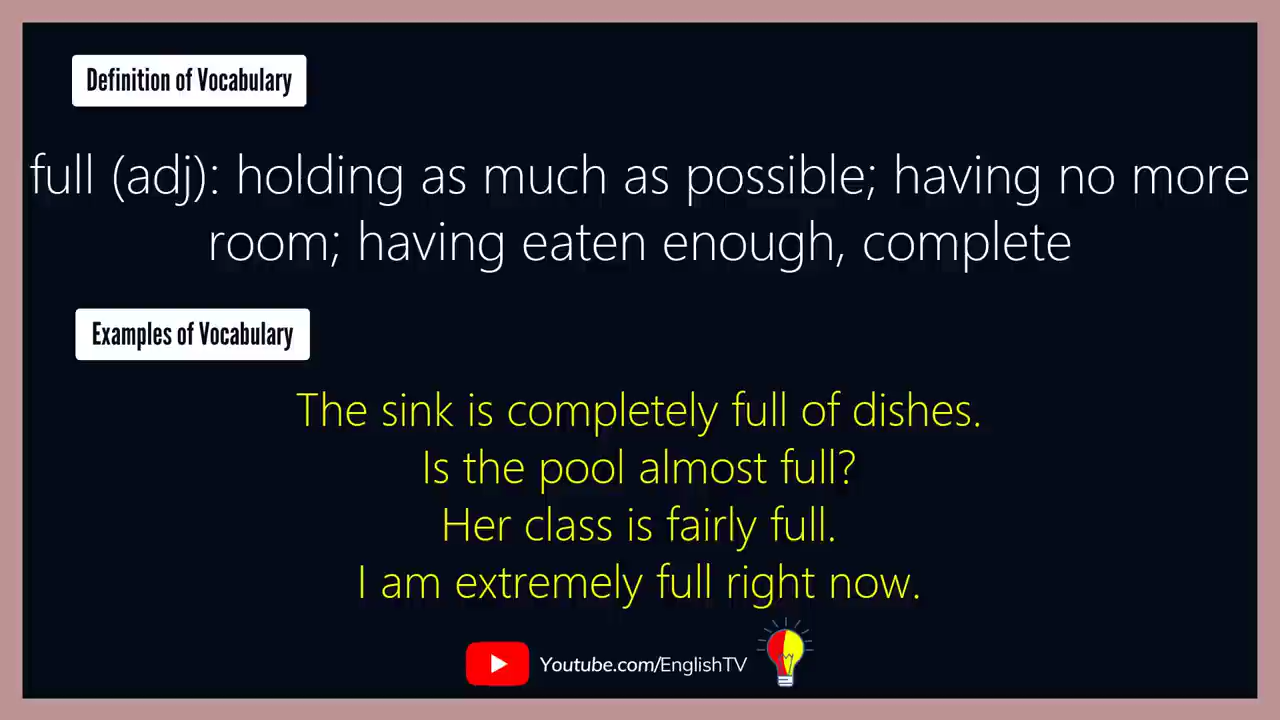 Definition of Vocabulary
full (adj): holding as much as possible; having no more
room; having eaten enough, complete
Examples of Vocabulary
The sink is completely full of dishes.
Is the pool almost full?
Her class is fairly full.
I am extremely full right now.
Youtube.com/EnglishTV